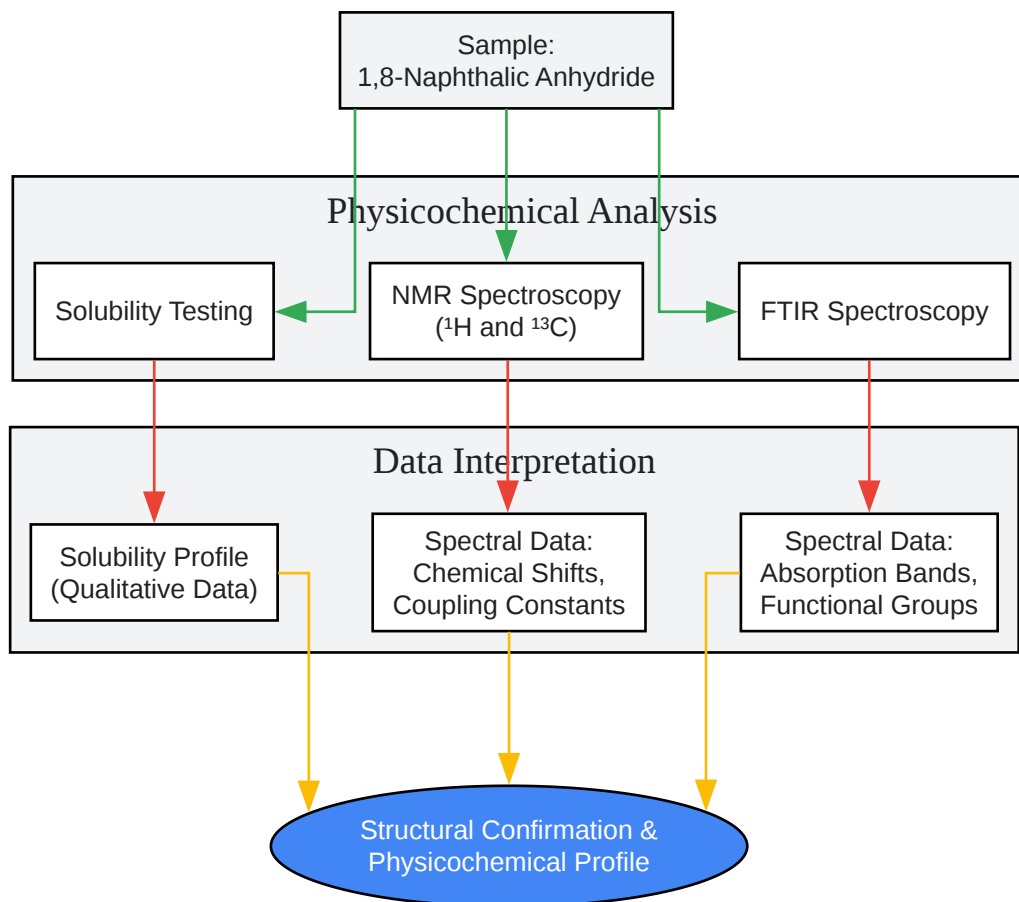 Sample:
1,8-Naphthalic Anhydride
Physicochemical Analysis
Solubility Testing
NMR Spectroscopy
(¹H and ¹³C)
FTIR Spectroscopy
Data Interpretation
Solubility Profile
(Qualitative Data)
Spectral Data:
Chemical Shifts,
Coupling Constants
Spectral Data:
Absorption Bands,
Functional Groups
Structural Confirmation &
Physicochemical Profile